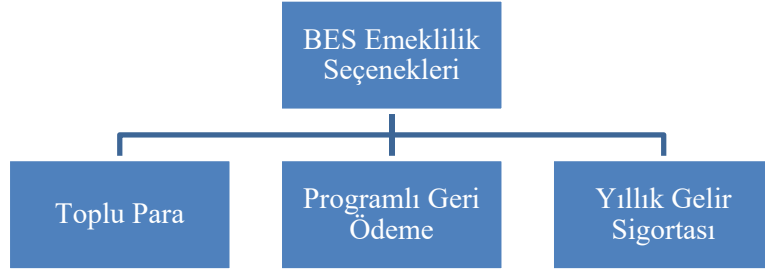 BES Emeklilik
Seçenekleri
Toplu Para
Programlı Geri
Ödeme
Yıllık Gelir
Sigortası